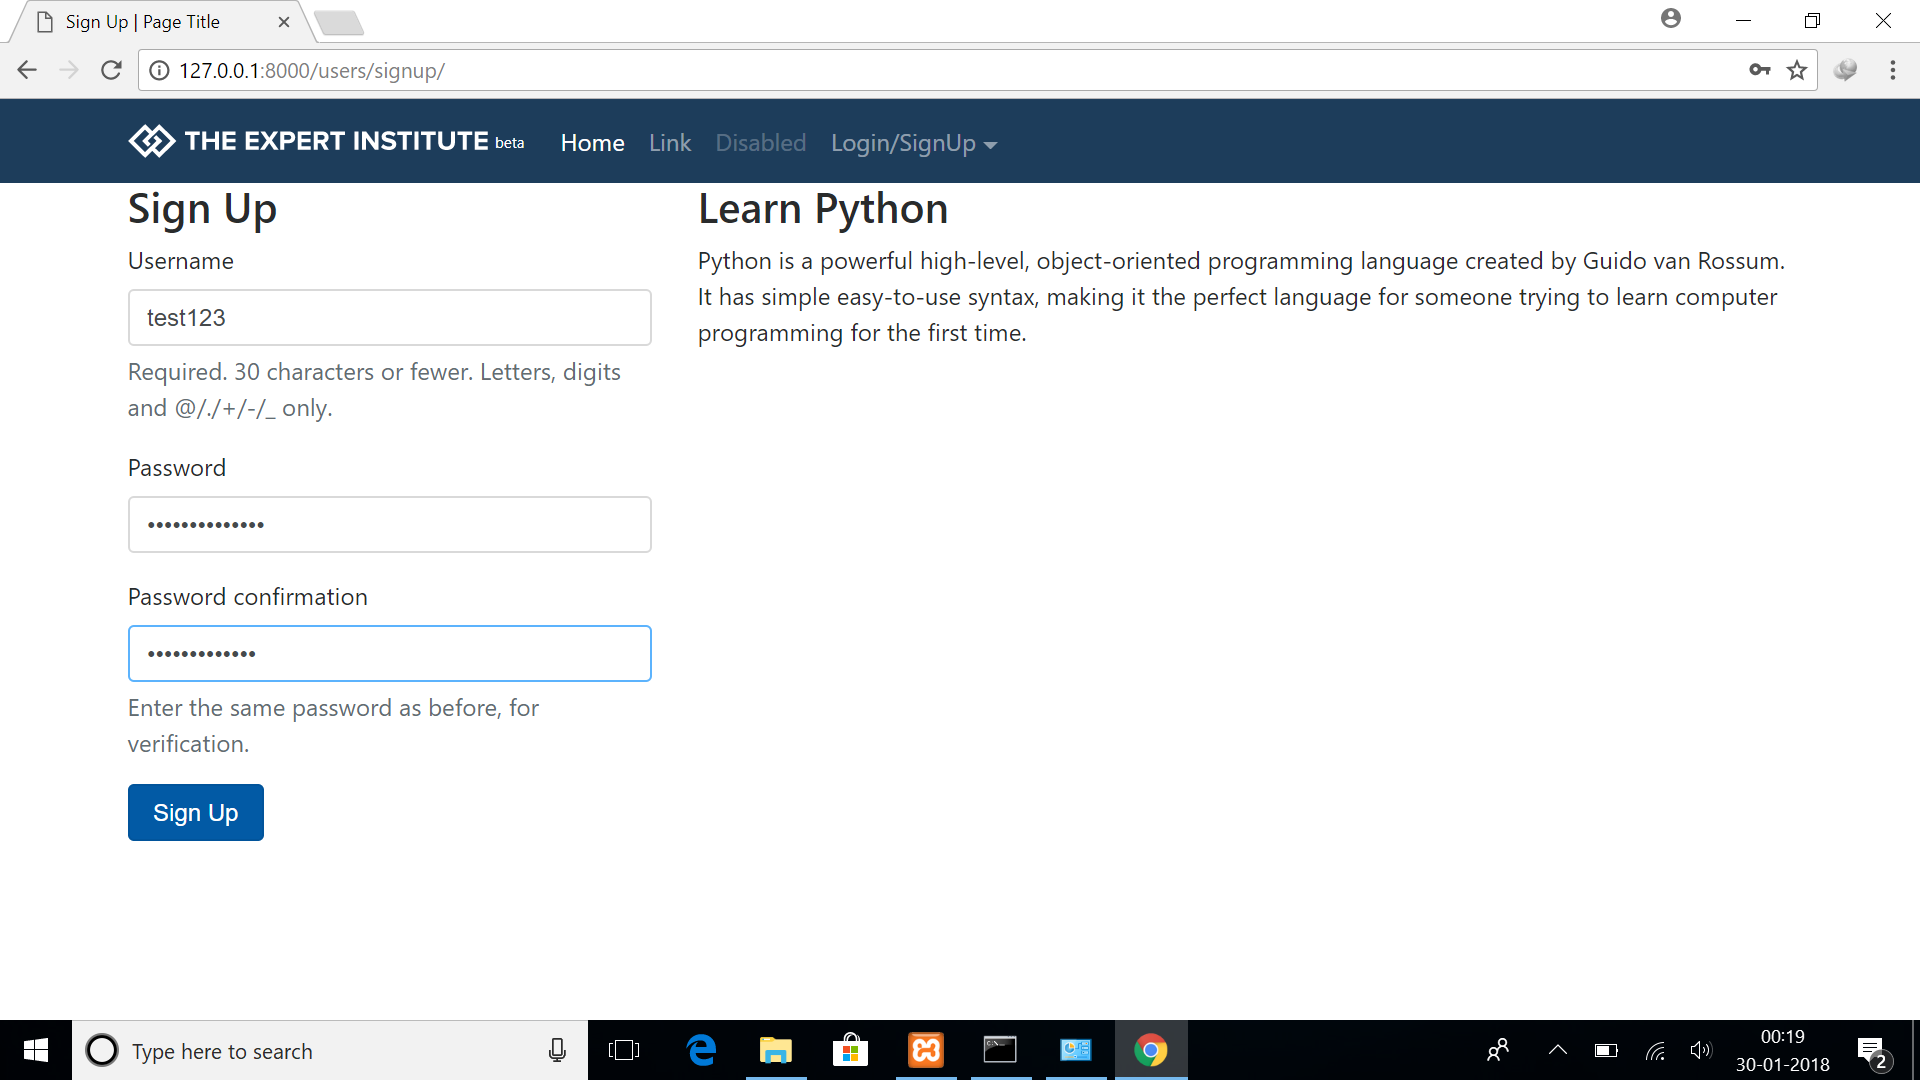 Sign Up | Page Title
127.0.0.1:8000/users/signup/
THE EXPERT INSTITUTE beta Home Link Disabled Login/SignUp
Sign Up
Username
test123
Required. 30 characters or fewer. Letters, digits
and @/./+/-/_ only.
Password
••••••••••••••
Password confirmation
•••••••••••••
Enter the same password as before, for
verification.
Sign Up
Learn Python
Python is a powerful high-level, object-oriented programming language created by Guido van Rossum.
It has simple easy-to-use syntax, making it the perfect language for someone trying to learn computer
programming for the first time.
Type here to search
00:19
30-01-2018
2